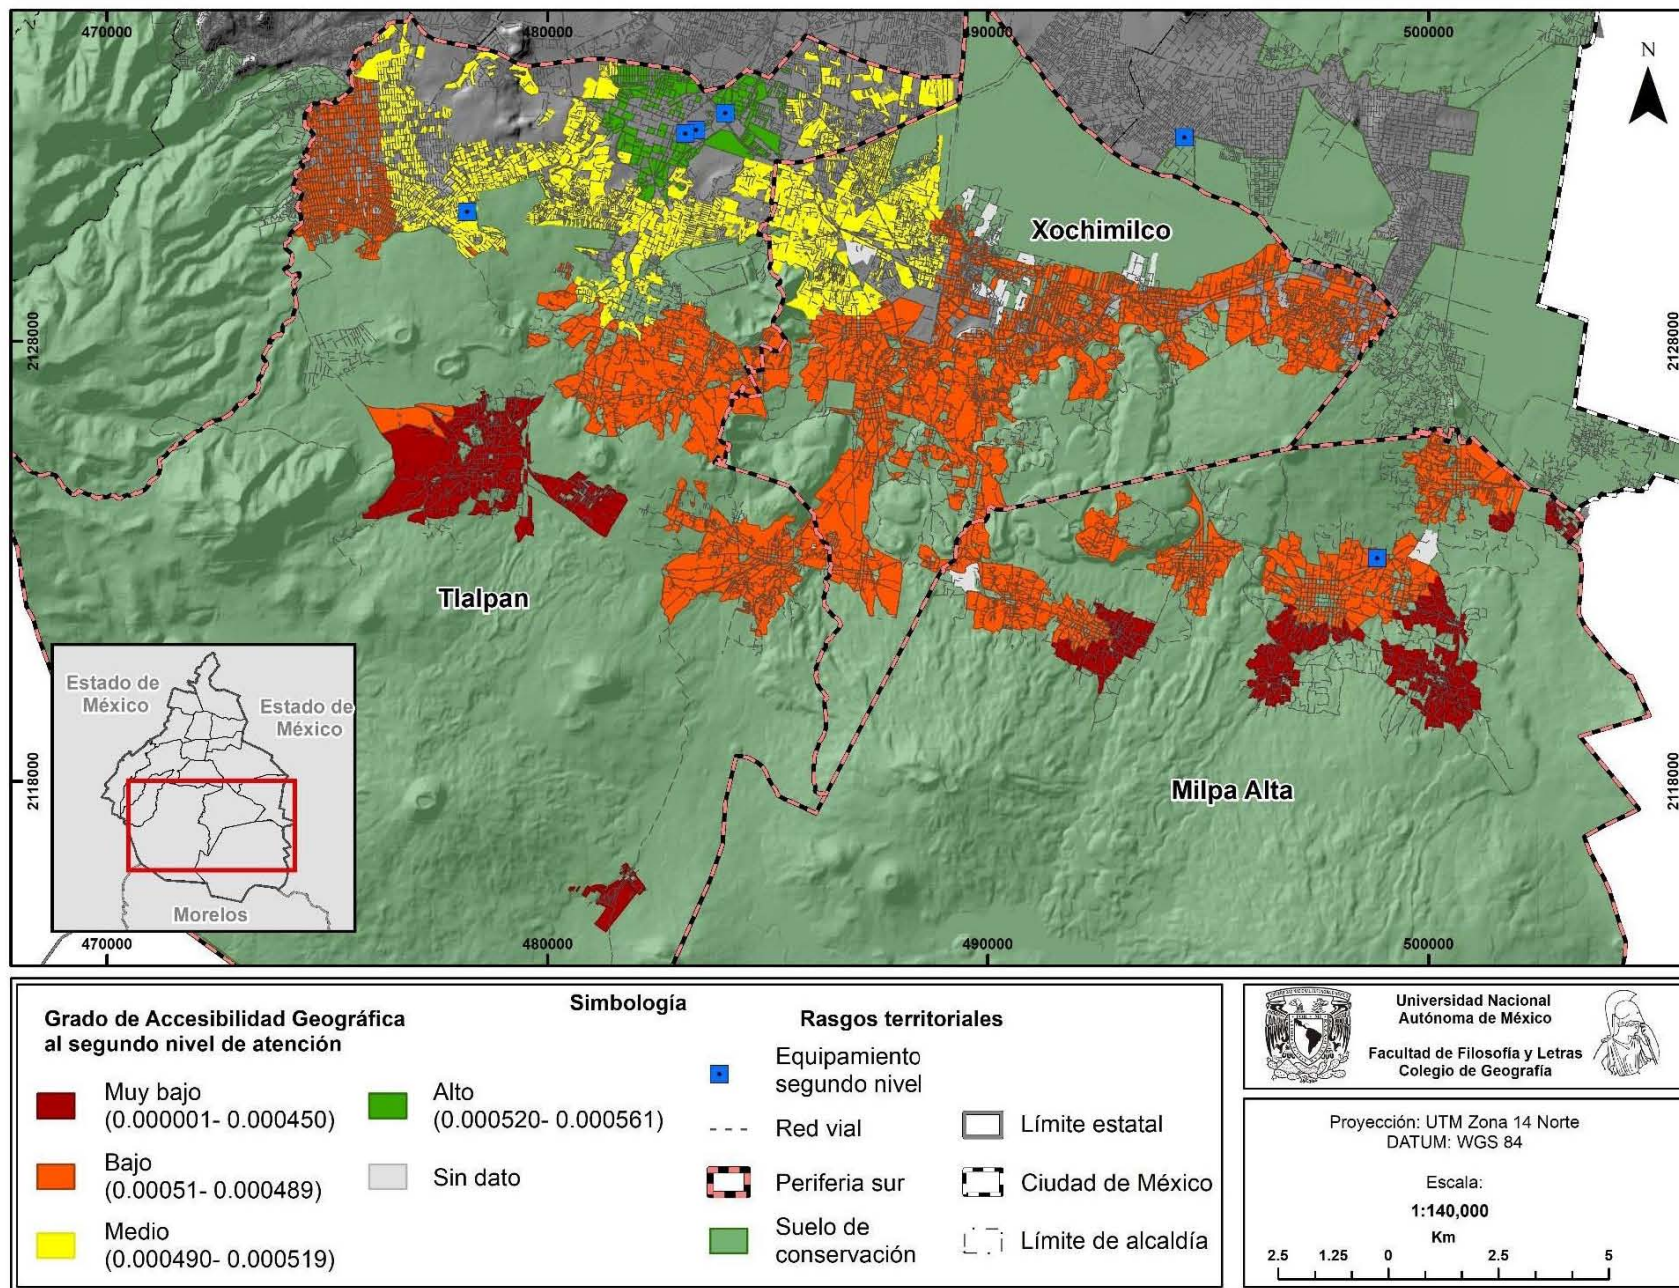 470000
480000
490000
500000
N
Xochimilco
2128000
2128000
Tlalpan
Estado de
México
Estado de
México
Morelos
Milpa Alta
2118000
2118000
470000
480000
490000
500000
Simbología
Grado de Accesibilidad Geográfica
al segundo nivel de atención
Muy bajo
(0.000001- 0.000450)
Bajo
(0.00051- 0.000489)
Medio
(0.000490- 0.000519)
Alto
(0.000520- 0.000561)
Sin dato
Rasgos territoriales
Equipamiento
segundo nivel
Red vial
Periferia sur
Suelo de
conservación
Límite estatal
Ciudad de México
Límite de alcaldía
Universidad Nacional
Autónoma de México
Facultad de Filosofía y Letras
Colegio de Geografía
Proyección: UTM Zona 14 Norte
DATUM: WGS 84
Escala:
1:140,000
Km
2.5 1.25 0 2.5 5